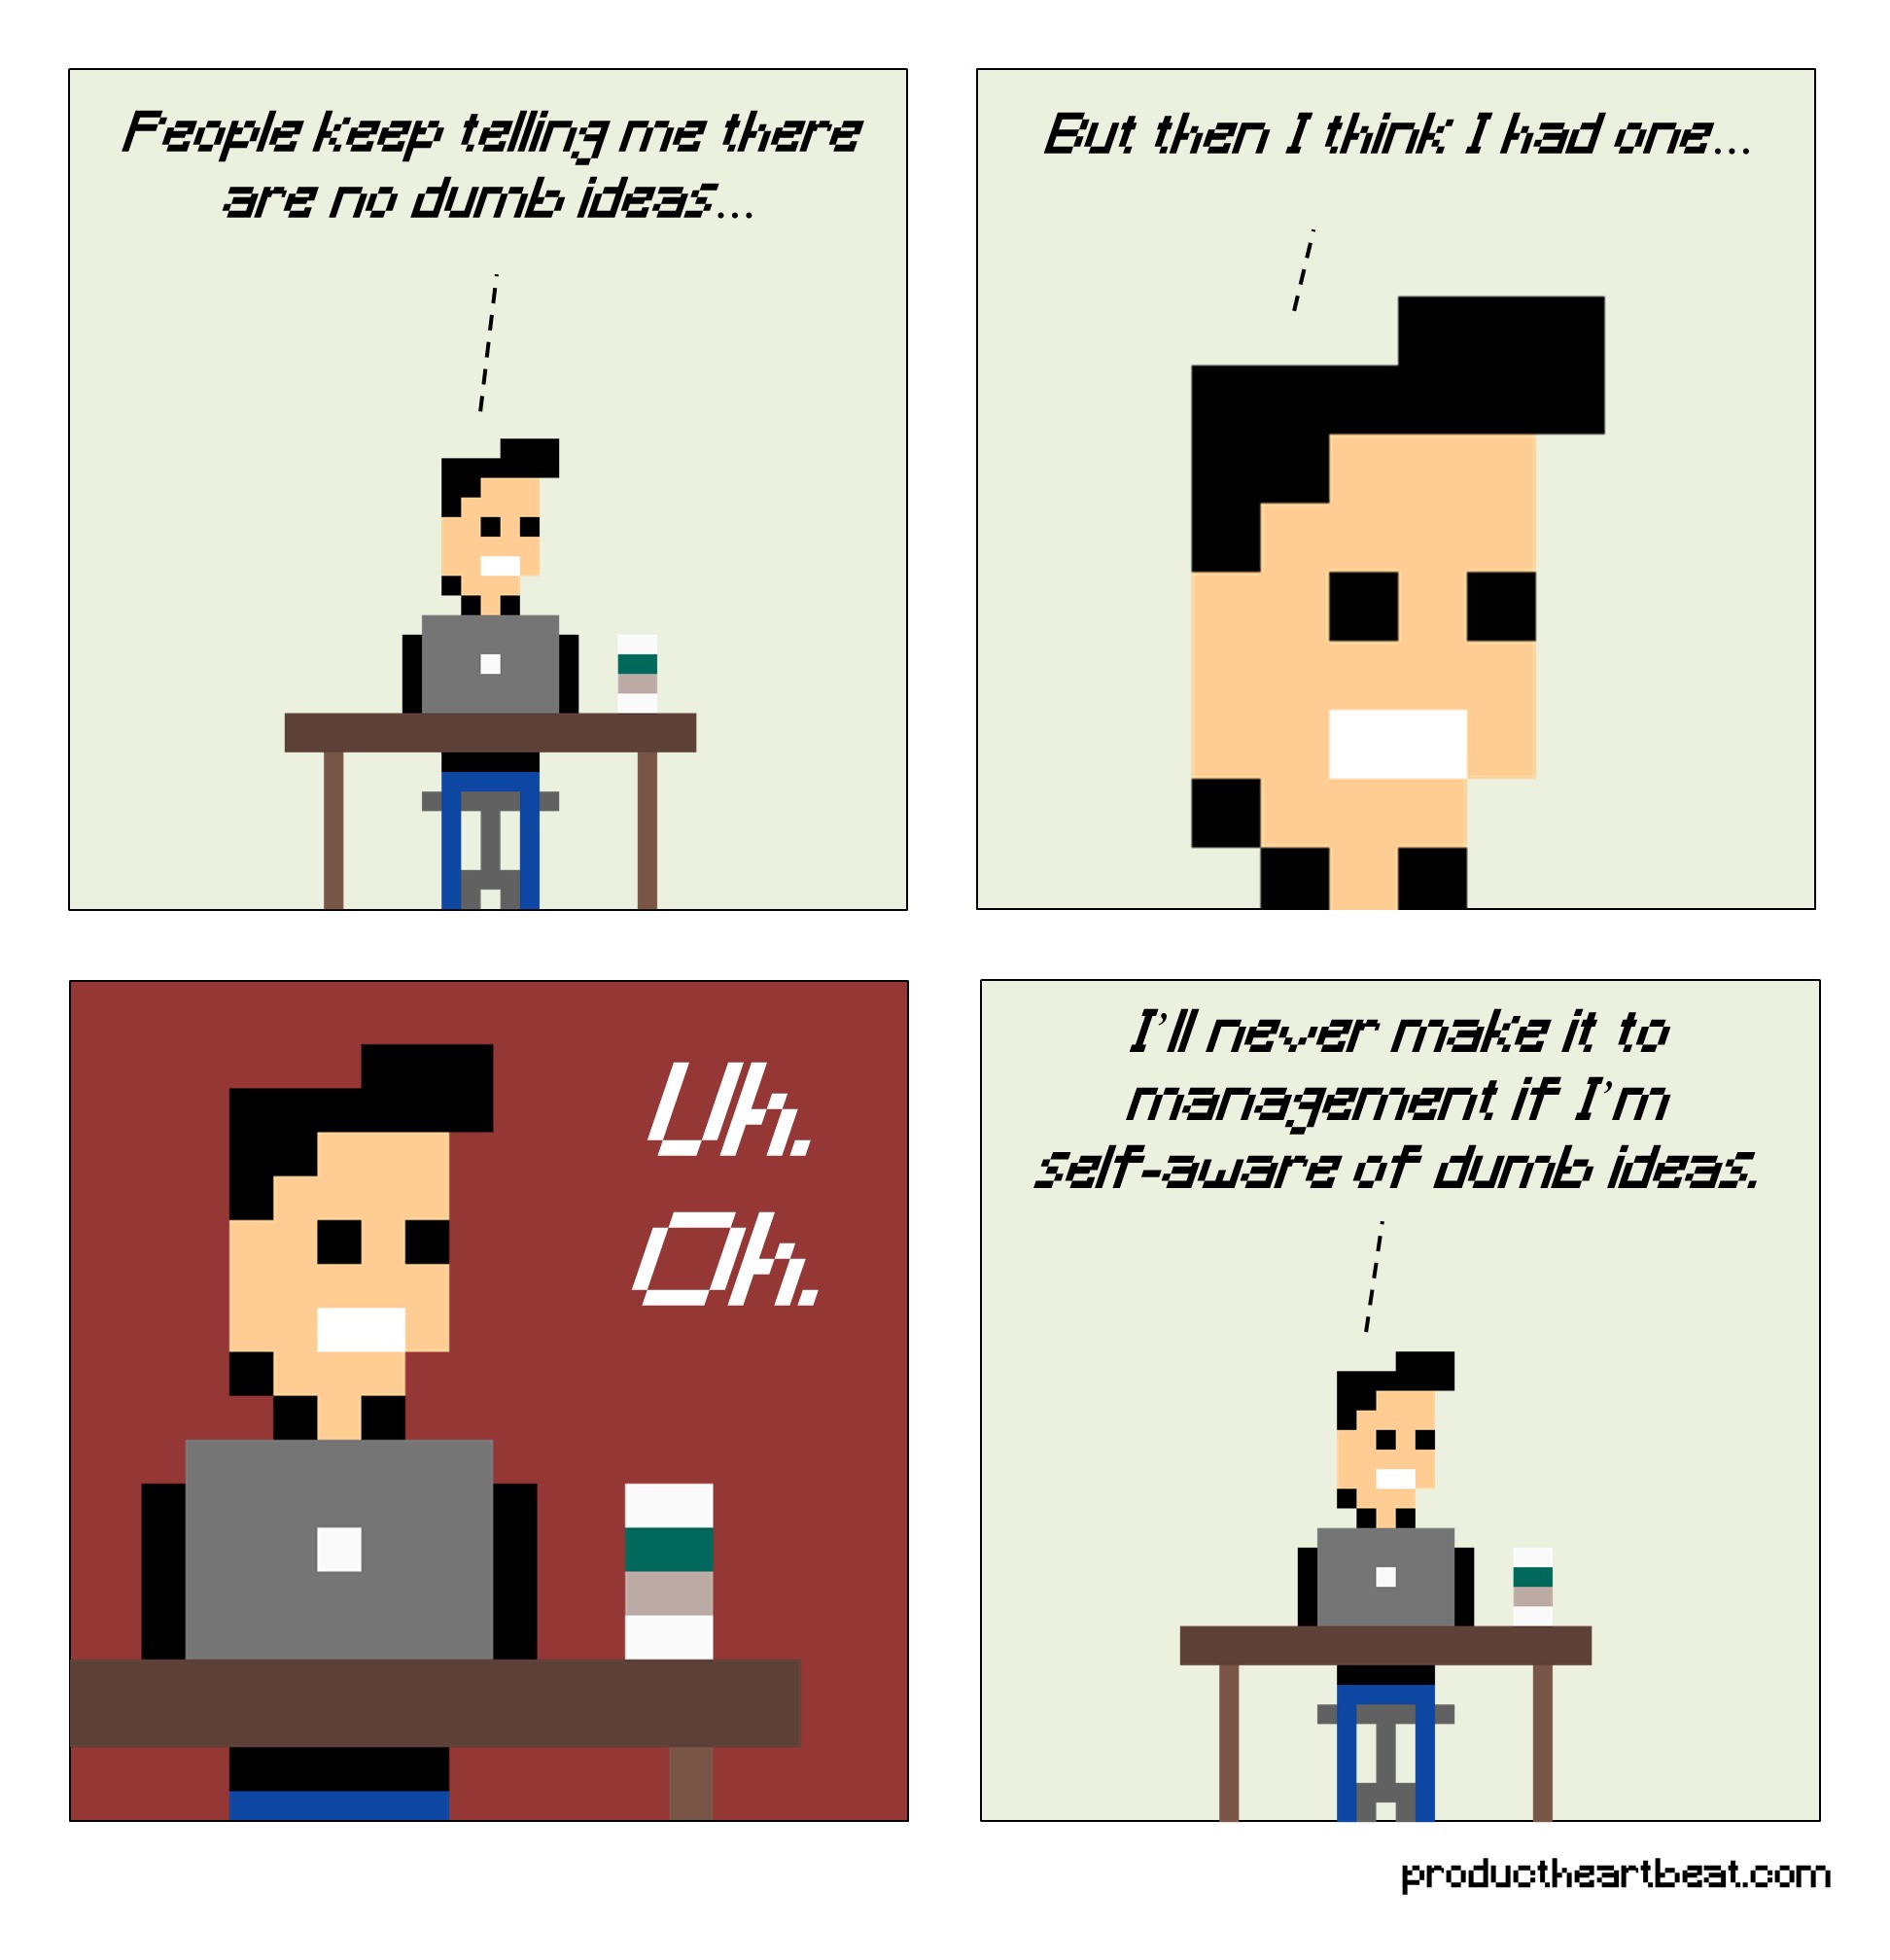 People keep telling me there
are no dumb ideas...
But then I think I had one...
Uh.
Oh.
I'll never make it to
management if I'm
self-aware of dumb ideas.
productheartbeat.com